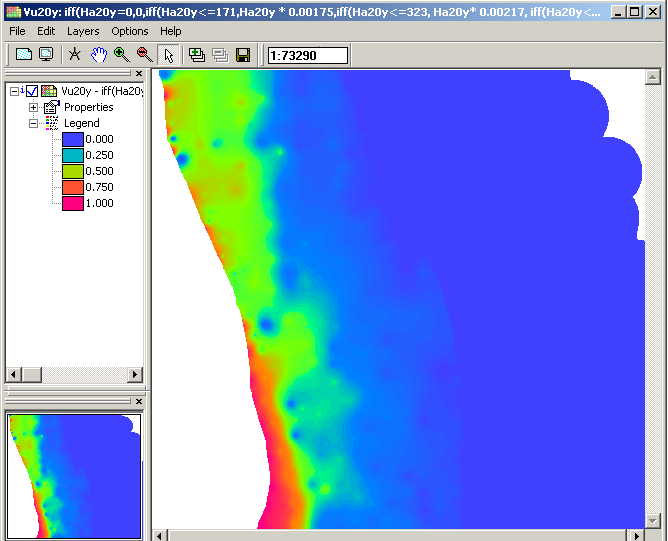 Vu20y: iff(Ha20y=0,0,iff(Ha20y<=171,Ha20y * 0.00175,iff(Ha20y<=323, Ha20y* 0.00217, iff(Ha20y<...
File Edit Layers Options Help
1:73290
Vu20y - iff(Ha20y
Properties
Legend
0.000
0.250
0.500
0.750
1.000